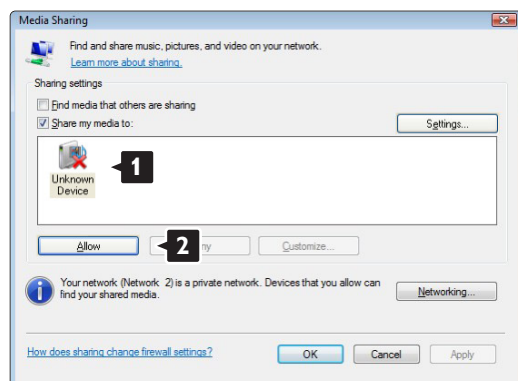 Media Sharing
Find and share music, pictures, and video on your network.
Learn more about sharing.
Sharing settings
Find media that others are sharing
Share my media to:
Settings...
1
Unknown
Device
Allow
2
ny
Customize...
Your network (Network 2) is a private network. Devices that you allow can
find your shared media.
Networking...
How does sharing change firewall settings?
OK
Cancel
Apply